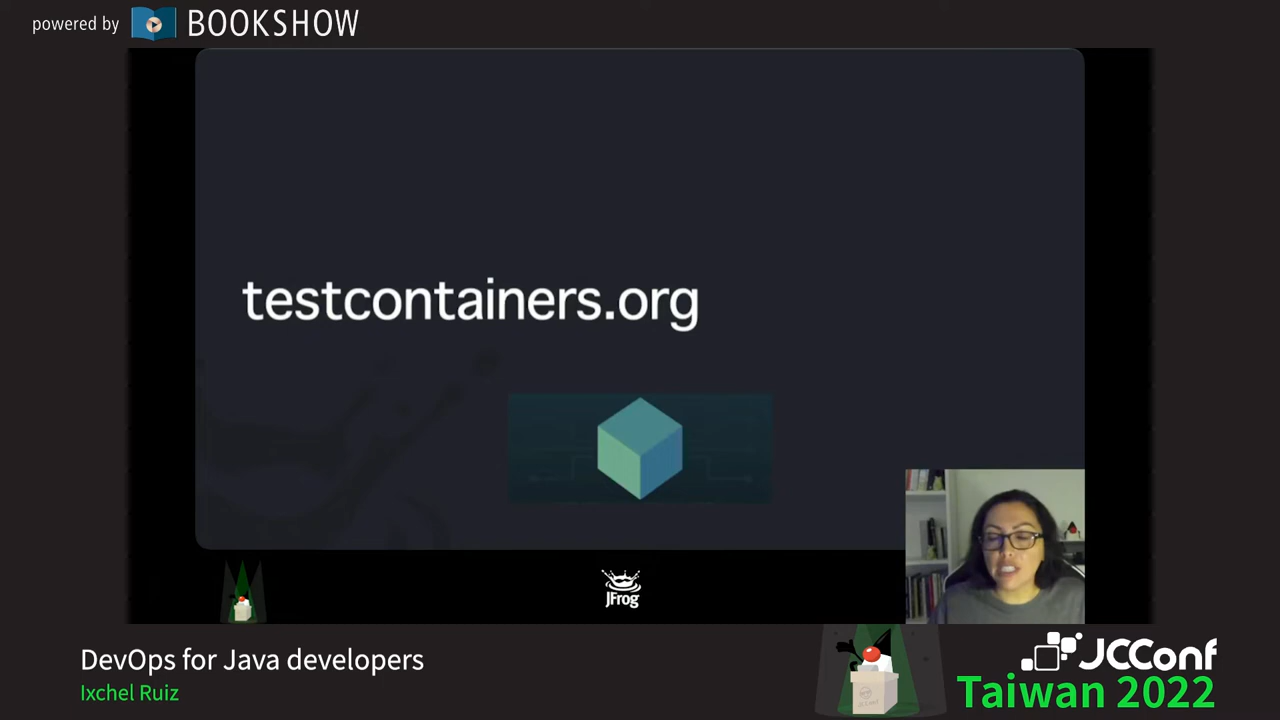 powered by BOOKSHOW
testcontainers.org
JFrog
DevOps for Java developers
Ixchel Ruiz
JCConf
Taiwan 2022